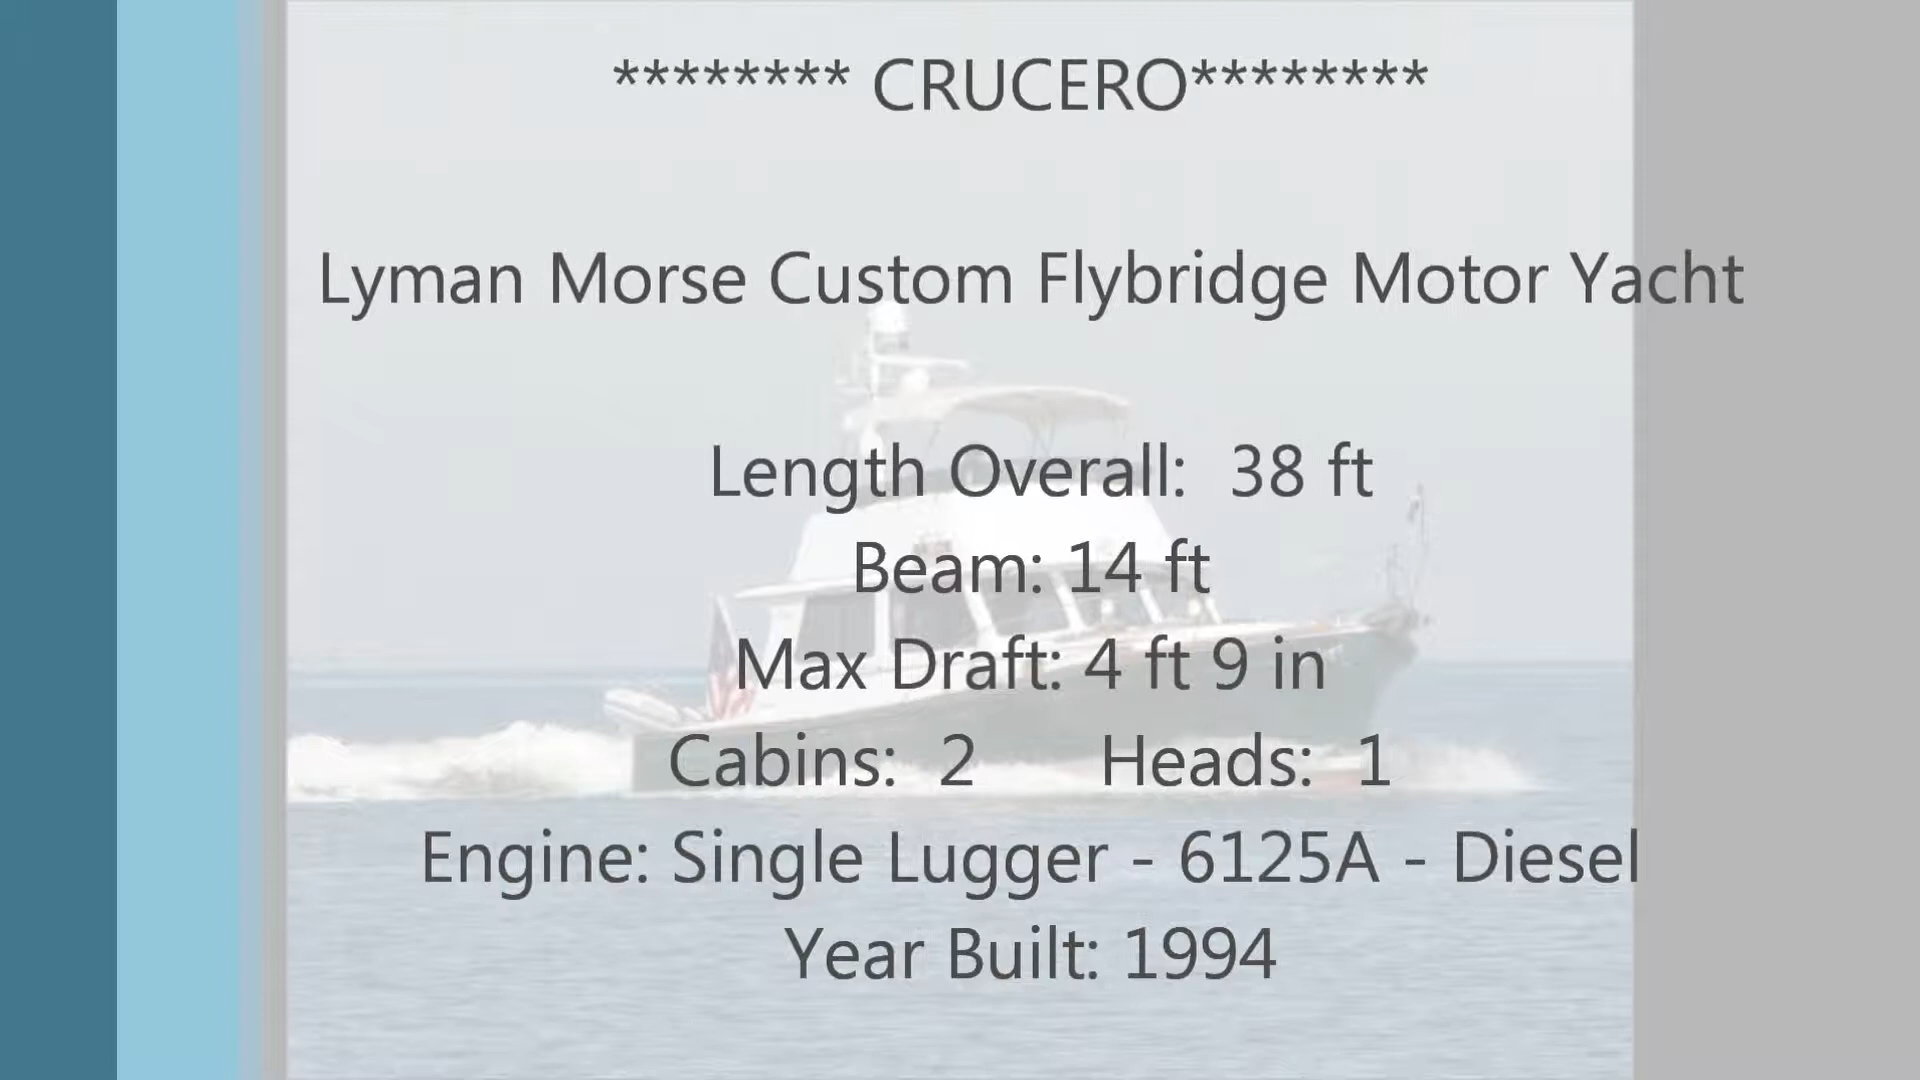 ******** CRUCERO********
Lyman Morse Custom Flybridge Motor Yacht
Length Overall:  38 ft
Beam: 14 ft
Max Draft: 4 ft 9 in
Cabins:  2      Heads:  1
Engine: Single Lugger - 6125A - Diesel
Year Built: 1994